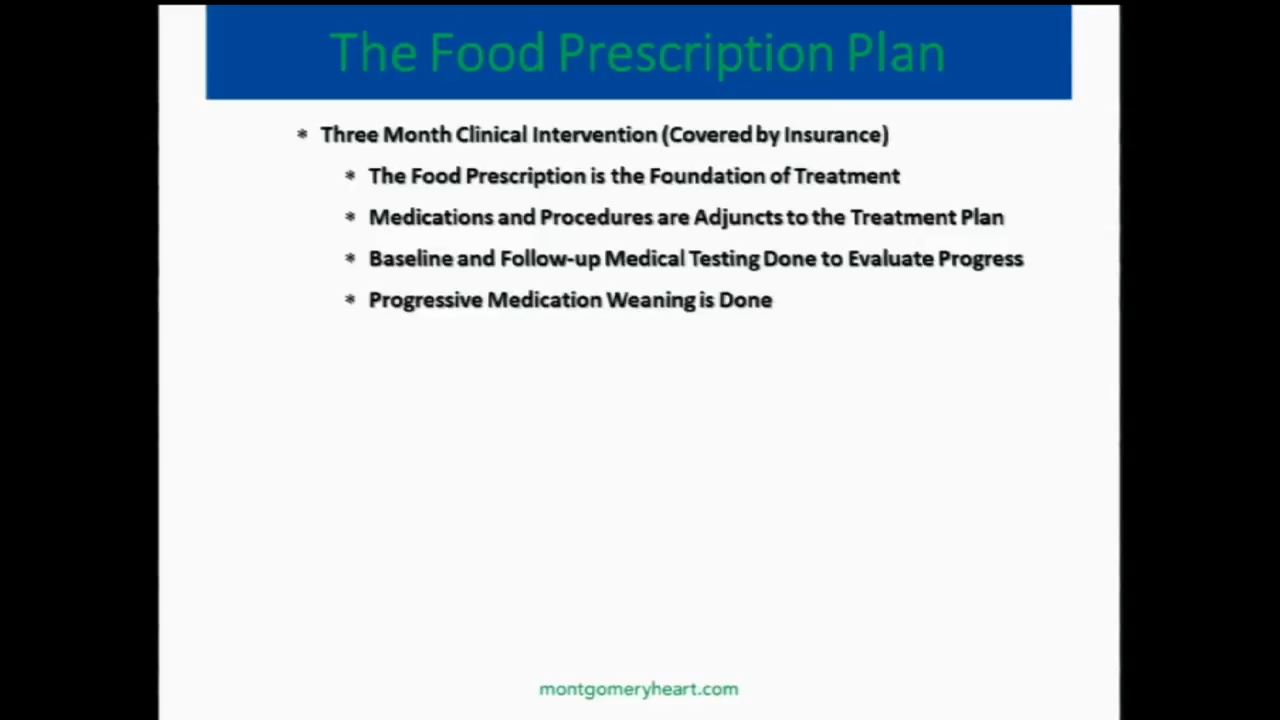 The Food Prescription Plan
* Three Month Clinical Intervention (Covered by Insurance)
* The Food Prescription is the Foundation of Treatment
* Medications and Procedures are Adjuncts to the Treatment Plan
* Baseline and Follow-up Medical Testing Done to Evaluate Progress
* Progressive Medication Weaning is Done
montgomeryheart.com